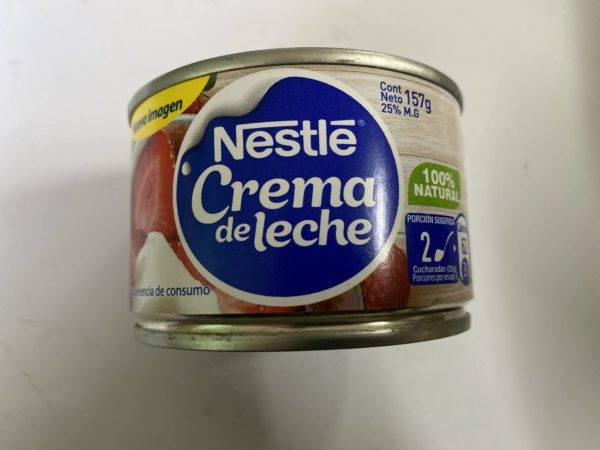 Nueva imagen
Nestlé®
Crema
de leche
Cont
Neto 157g
25% M.G
100%
NATURAL
PORCIÓN SUGERIDA
2
Cucharadas (25g)
Porciones por envase
de consumo